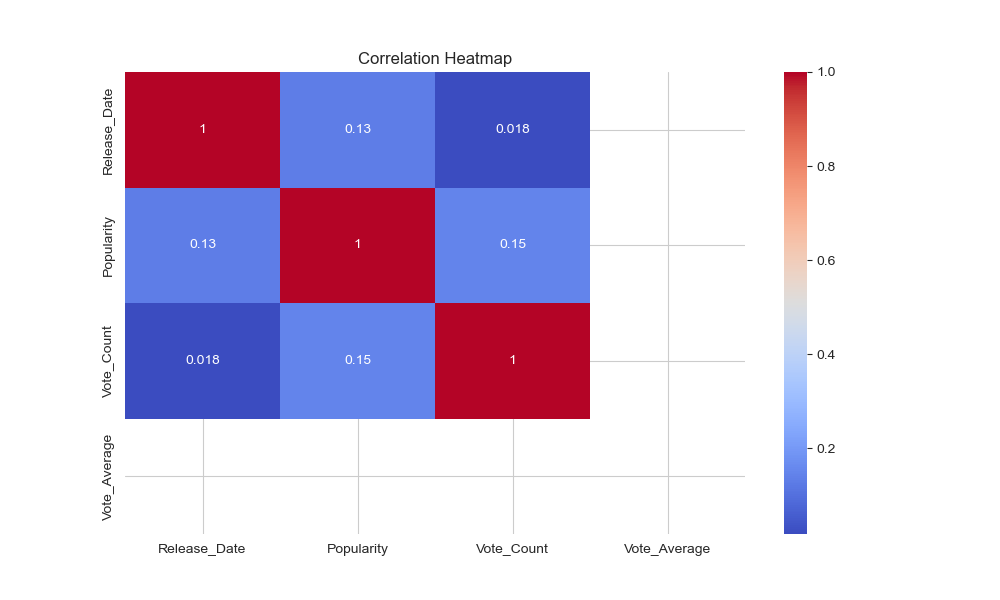 Correlation Heatmap
Release_Date
1
0.13
0.018
Popularity
0.13
1
0.15
Vote_Count
0.018
0.15
1
Vote_Average
Release_Date
Popularity
Vote_Count
Vote_Average
1.0
0.8
0.6
0.4
0.2